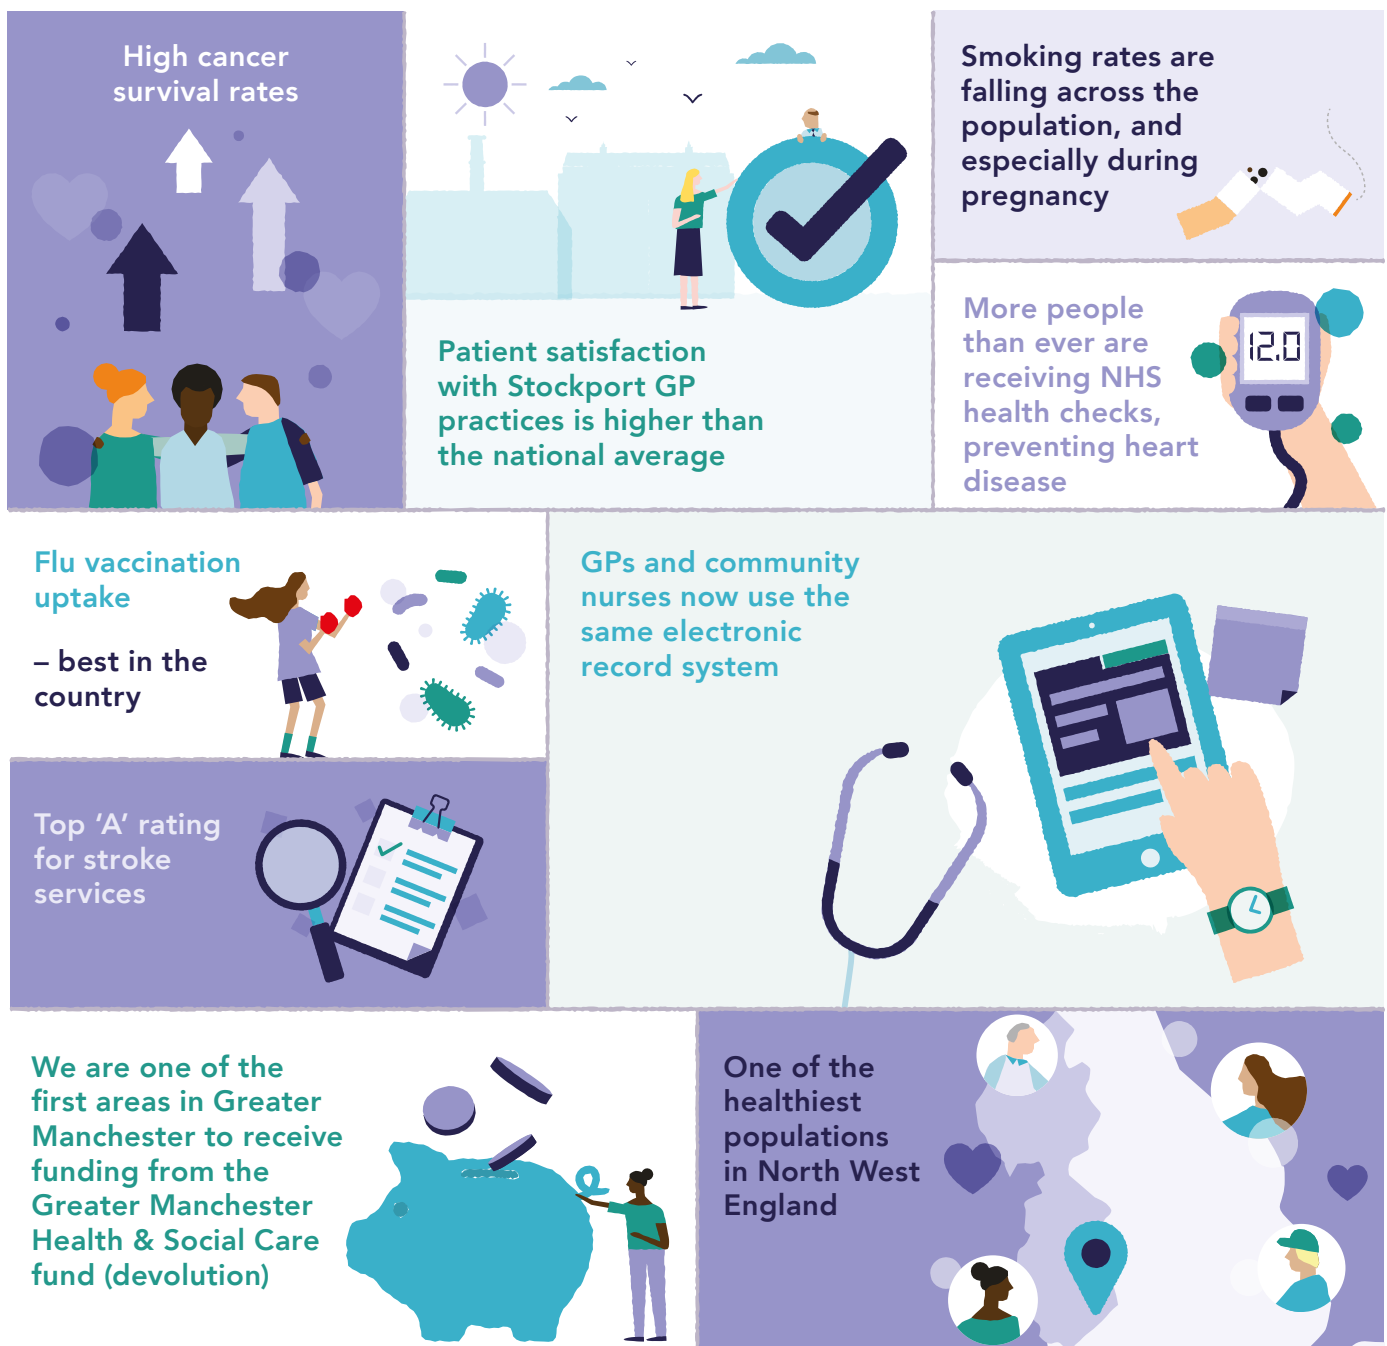 High cancer
survival rates
Patient satisfaction
with Stockport GP
practices is higher than
the national average
Smoking rates are
falling across the
population, and
especially during
pregnancy
More people
than ever are
receiving NHS
health checks,
preventing heart
disease
12.0
Flu vaccination
uptake
– best in the
country
GPs and community
nurses now use the
same electronic
record system
Top ‘A’ rating
for stroke
services
We are one of the
first areas in Greater
Manchester to receive
funding from the
Greater Manchester
Health & Social Care
fund (devolution)
One of the
healthiest
populations
in North West
England